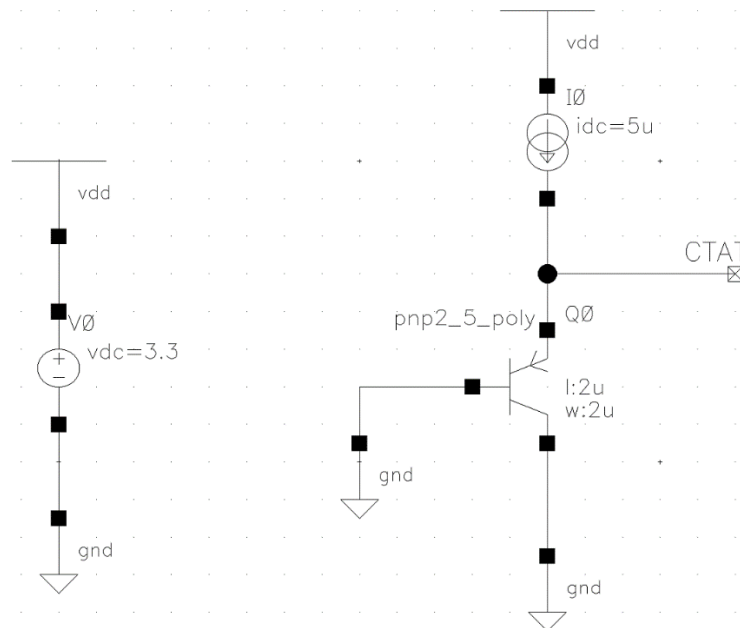 vdd
I0
idc=5u
vdd
CTAT
V0
vdc=3.3
pnp2_5_poly
Q0
l:2u
w:2u
gnd
gnd
gnd